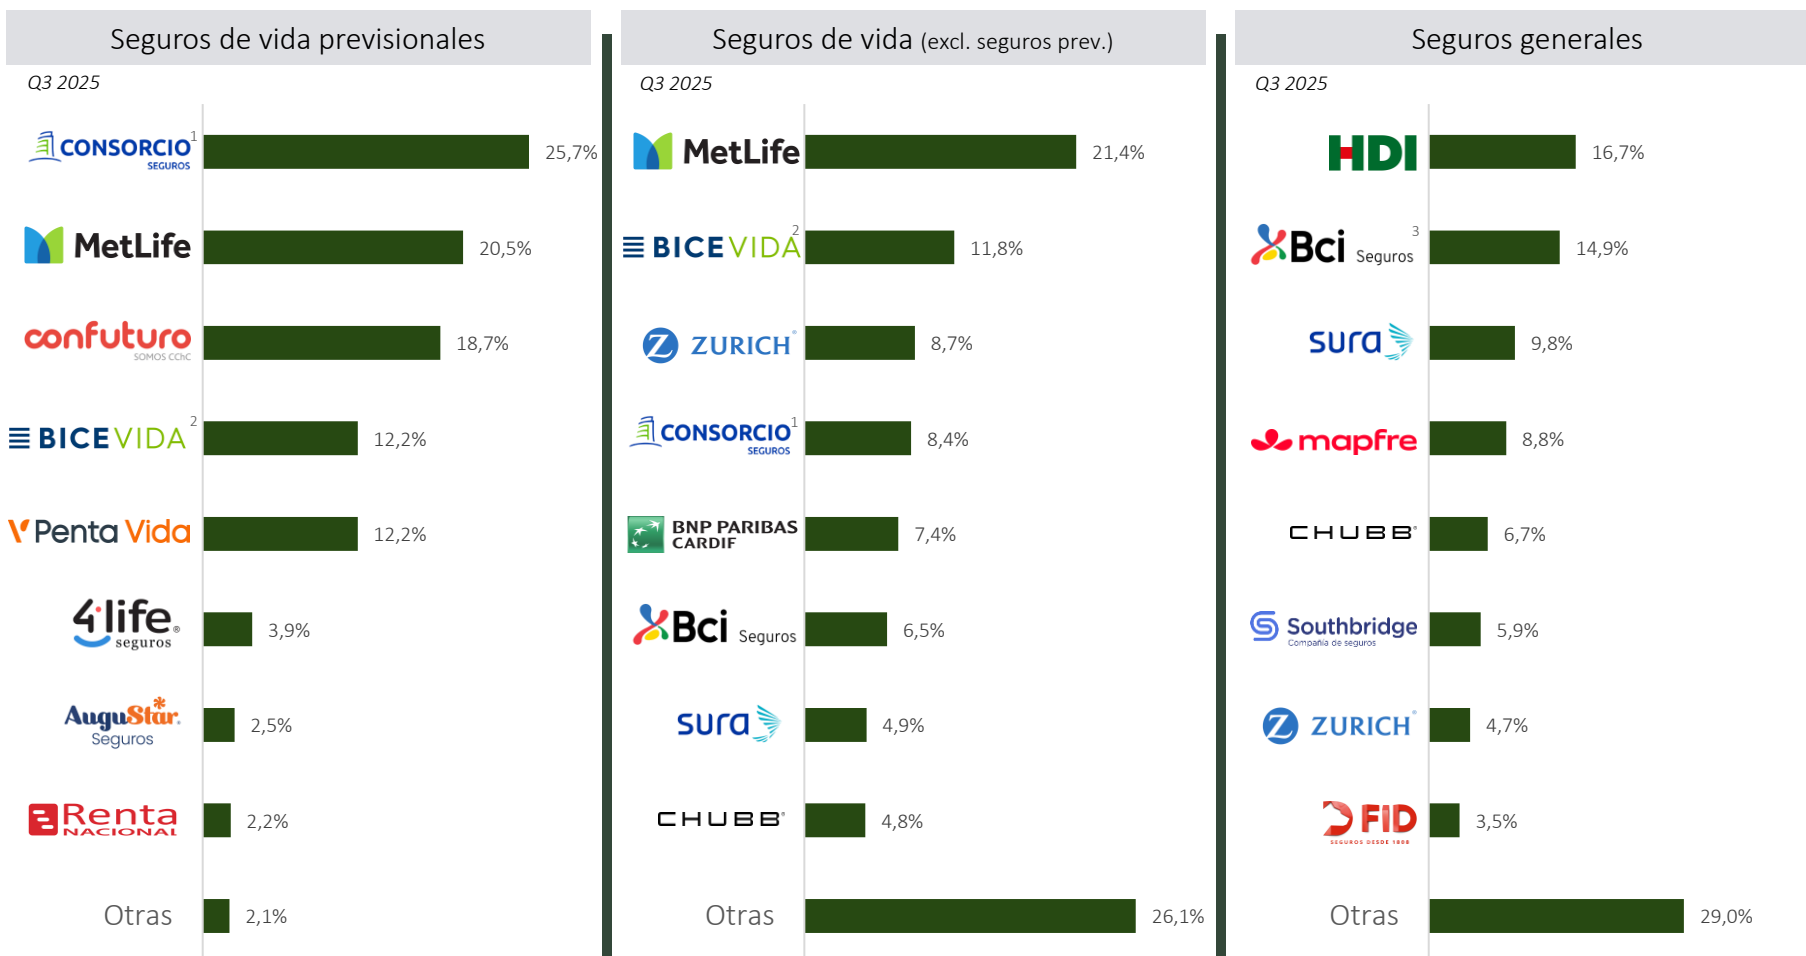 Seguros de vida previsionales
Q3 2025
CONSORCIO 1
SEGUROS
25,7%
MetLife
20,5%
confuturo
SOMOS CChC
18,7%
BICE VIDA 2
12,2%
Penta Vida
12,2%
4life®
seguros
3,9%
AuguStar®
Seguros
2,5%
Renta
NACIONAL
2,2%
Otras
2,1%
Seguros de vida (excl. seguros prev.)
Q3 2025
MetLife
21,4%
BICE VIDA 2
11,8%
ZURICH®
8,7%
CONSORCIO 1
SEGUROS
8,4%
BNP PARIBAS
CARDIF
7,4%
Bci Seguros
6,5%
sura
4,9%
CHUBB®
4,8%
Otras
26,1%
Seguros generales
Q3 2025
HDI
16,7%
Bci Seguros 3
14,9%
sura
9,8%
mapfre
8,8%
CHUBB®
6,7%
Southbridge
Compañía de seguros
5,9%
ZURICH®
4,7%
FID
SEGUROS DESDE 1888
3,5%
Otras
29,0%